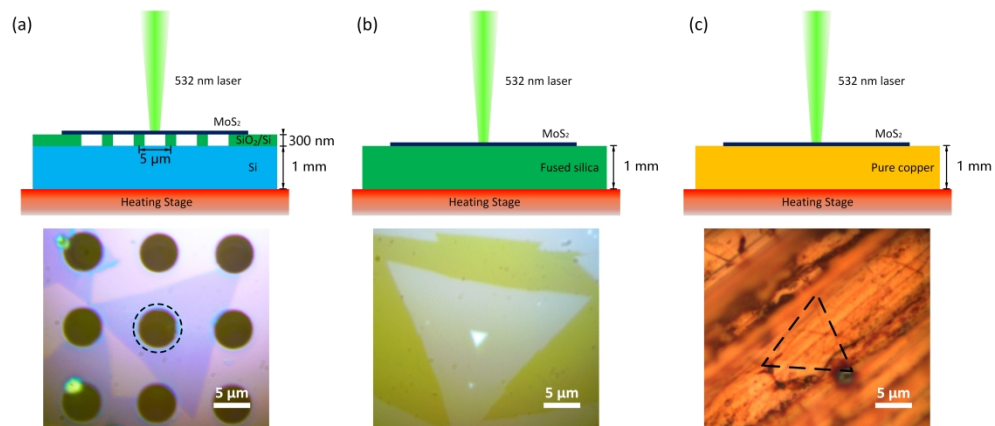 (a)
532 nm laser
MoS₂
SiO₂/Si
300 nm
5 µm
Si
1 mm
Heating Stage
5 µm
(b)
532 nm laser
MoS₂
Fused silica
1 mm
Heating Stage
5 µm
(c)
532 nm laser
MoS₂
Pure copper
1 mm
Heating Stage
5 µm